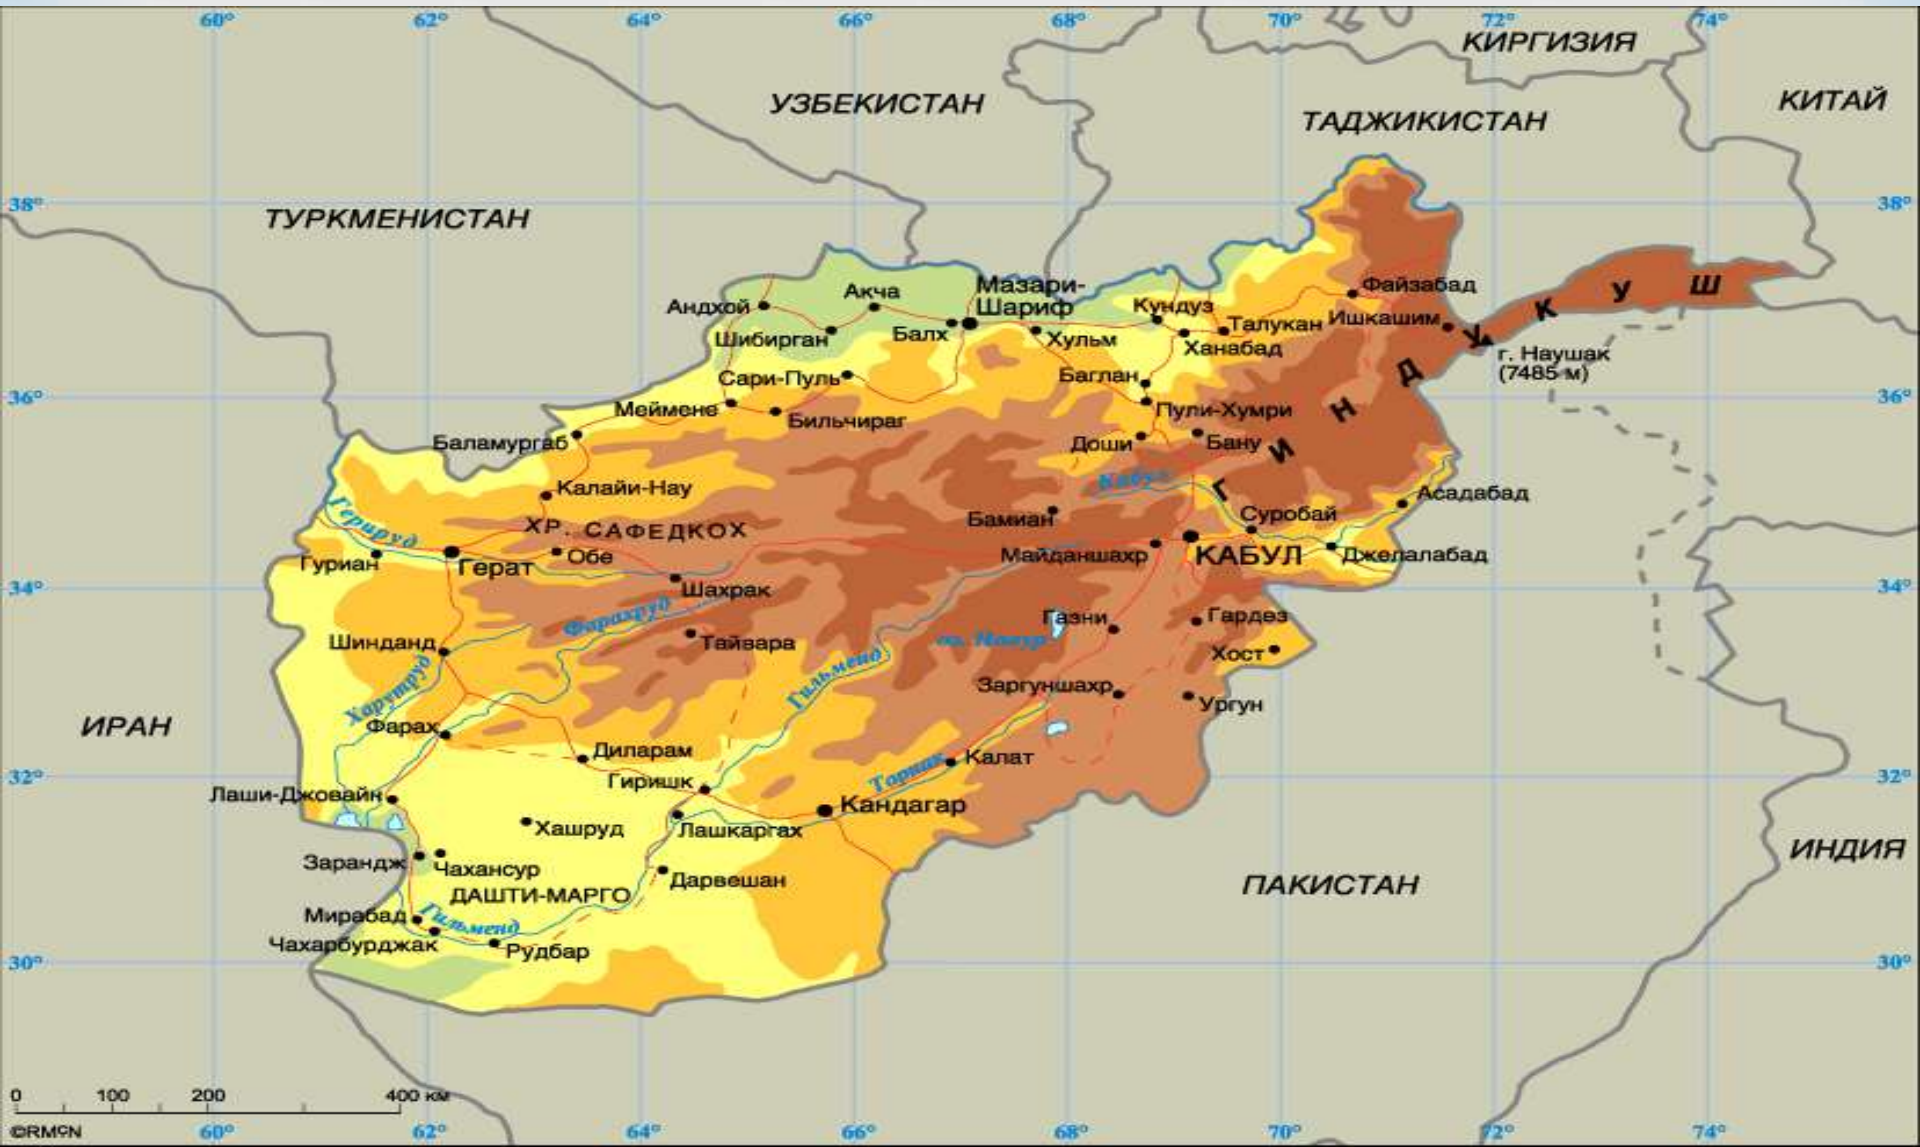 60° 62° 64° 66° 68° 70° 72° 74°
КИРГИЗИЯ
УЗБЕКИСТАН
КИТАЙ
ТАДЖИКИСТАН
38° 38°
ТУРКМЕНИСТАН
Файзабад
Мазари-
Шариф
Акча
Андхой
Кундуз
Талукан
Ишкашим
Шибирган
Балх
Хульм
Ханабад
г. Наушак
(7485 м)
Г И Н Д У К У Ш
Сари-Пуль
Баглан
36° 36°
Меймене
Бильчираг
Пули-Хумри
Баламургаб
Доши
Бану
Кабул
Калайи-Нау
Асадабад
Герируд
ХР. САФЕДКОХ
Бамиан
Суробай
Гуриан
Герат
Обе
Майданшахр
КАБУЛ
Джелалабад
34° 34°
Шахрак
Фарахруд
Газни
Гардез
Шинданд
Тайвара
оз. Навур
Хост
Гильменд
Харутруд
Заргуншахр
Ургун
ИРАН
Фарах
Диларам
Калат
32° 32°
Гиришк
Тарнак
Лаши-Джовайн
Кандагар
Хашруд
Лашкаргах
ИНДИЯ
Зарандж
Чахансур
Дарвешан
ПАКИСТАН
ДАШТИ-МАРГО
Мирабад
Гильменд
Чахарбурджак
Рудбар
30° 30°
0 100 200 400 км
©RMCN
60° 62° 64° 66° 68° 70° 72° 74°